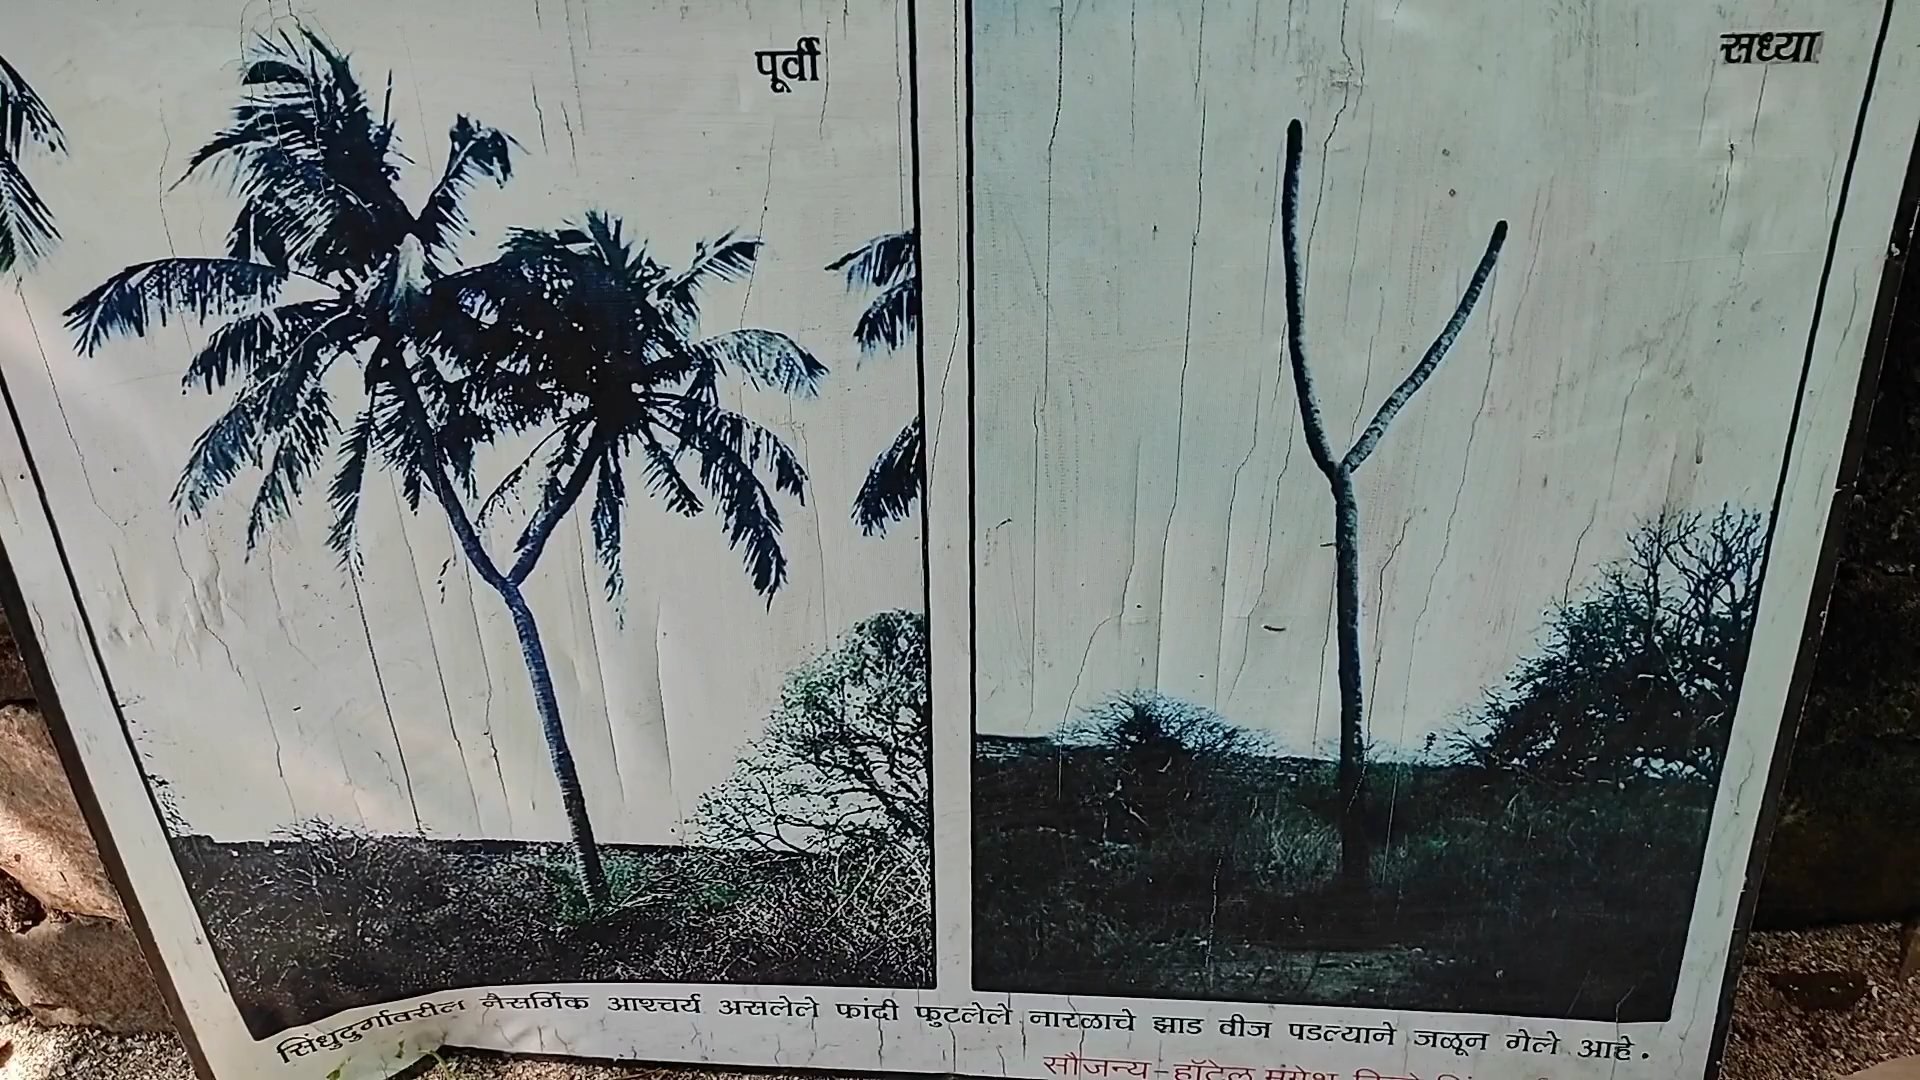 पूर्वी
सध्या
सिंधुदुर्गावरील नैसर्गिक आश्चर्य असलेले फांदी फुटलेले नारळाचे झाड वीज पडल्याने जळून गेले आहे.
सौजन्य-हॉटेल